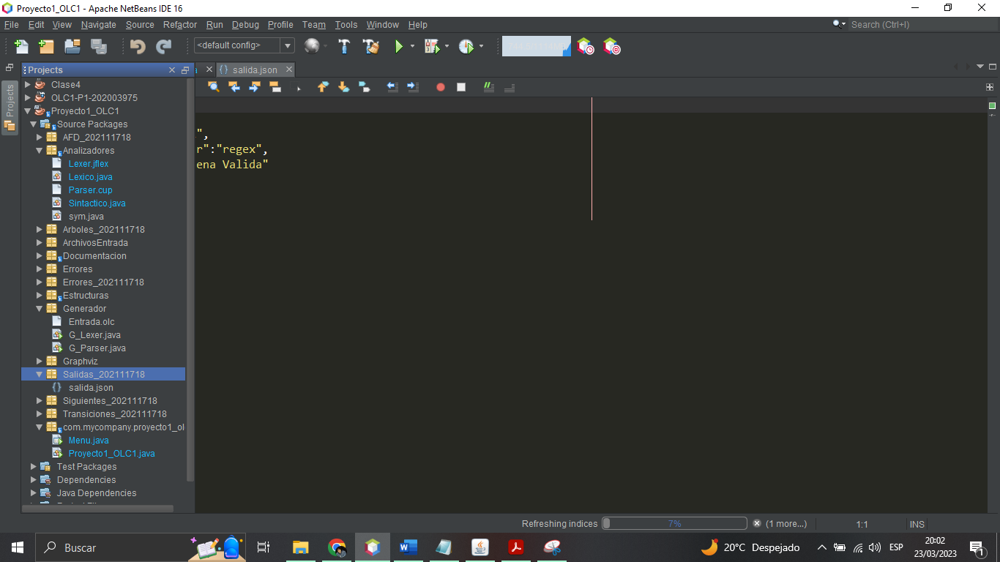 Proyecto1_OLC1 - Apache NetBeans IDE 16
File Edit View Navigate Source Refactor Run Debug Profile Team Tools Window Help
Search (Ctrl+I)
<default config>
Projects
salida.json
Projects
Clase4
OLC1-P1-202003975
Proyecto1_OLC1
Source Packages
AFD_202111718
Analizadores
Lexer.jflex
Lexico.java
Parser.cup
Sintactico.java
sym.java
Arboles_202111718
ArchivosEntrada
Documentacion
Errores
Errores_202111718
Estructuras
Generador
Entrada.olc
G_Lexer.java
G_Parser.java
Graphviz
Salidas_202111718
salida.json
Siguientes_202111718
Transiciones_202111718
com.mycompany.proyecto1_ol
Menu.java
Proyecto1_OLC1.java
Test Packages
Dependencies
Java Dependencies
",
r":"regex",
ena Valida"
Refreshing indices 7% (1 more...) 1:1 INS
Buscar
20°C Despejado
ESP
20:02
23/03/2023
1